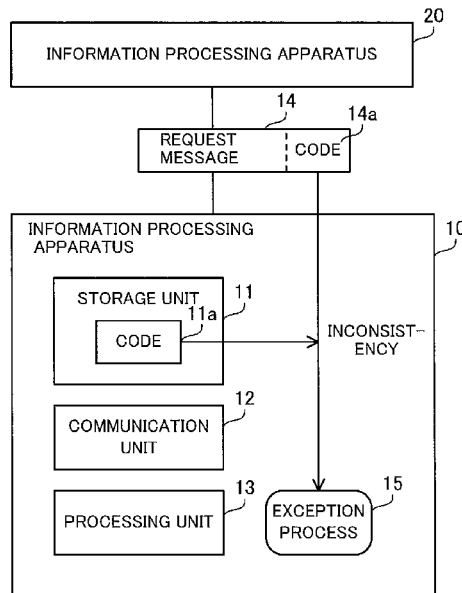 20
INFORMATION PROCESSING APPARATUS
14
14a
REQUEST
MESSAGE
CODE
10
INFORMATION PROCESSING
APPARATUS
STORAGE UNIT
11
11a
CODE
INCONSIST-
ENCY
12
COMMUNICATION
UNIT
13
PROCESSING UNIT
15
EXCEPTION
PROCESS